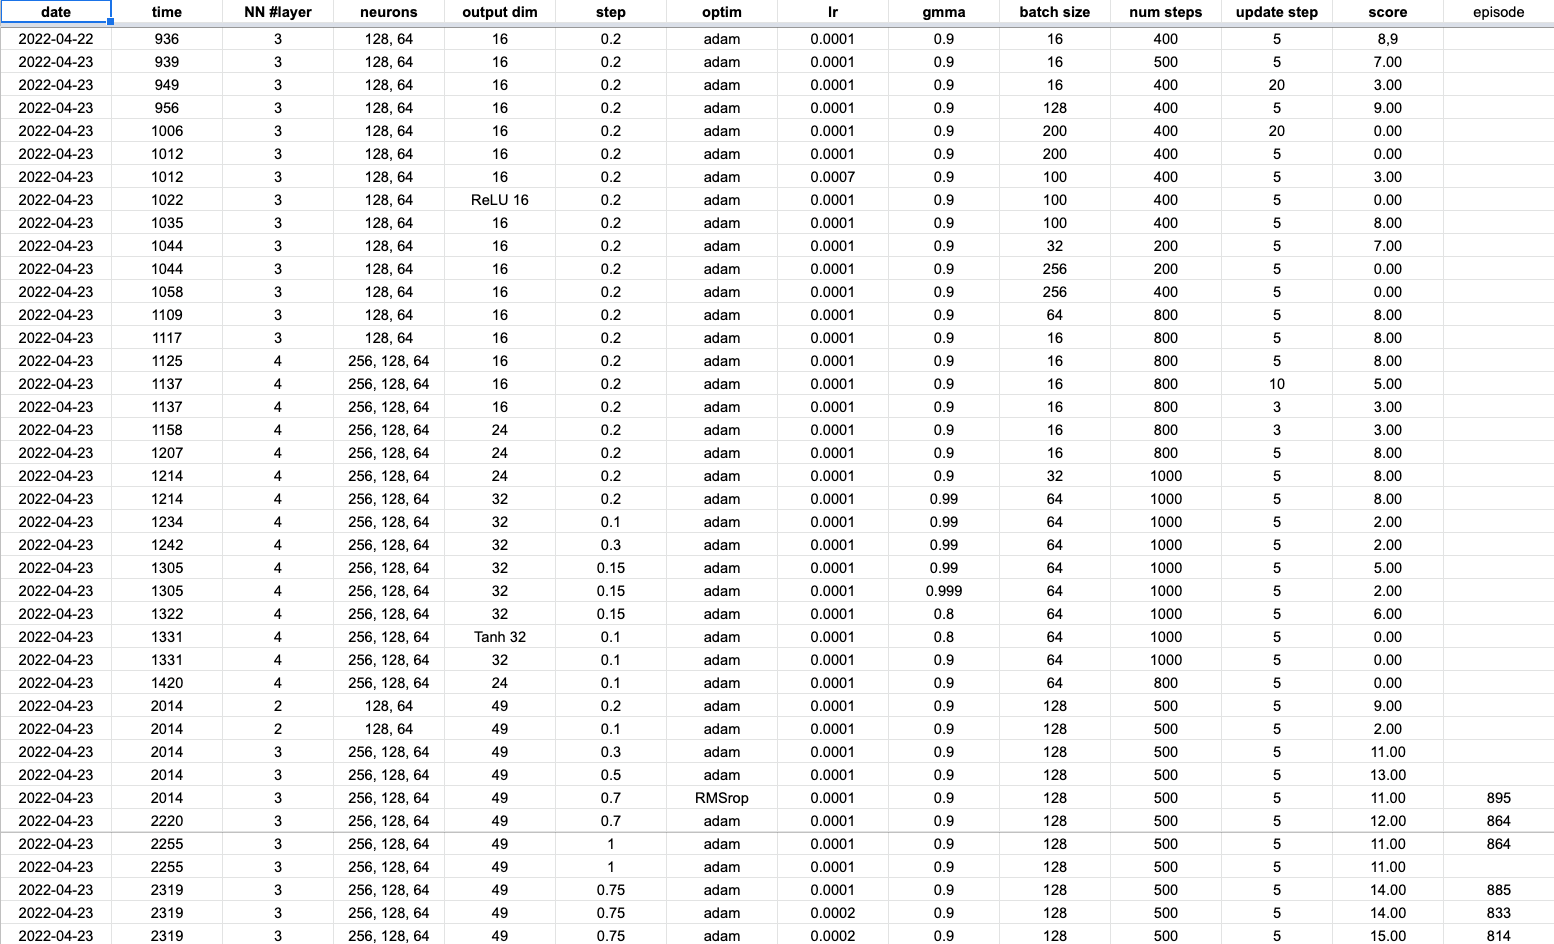 date time NN #layer neurons output dim step optim lr gmma batch size num steps update step score episode
2022-04-22 936 3 128, 64 16 0.2 adam 0.0001 0.9 16 400 5 8,9
2022-04-23 939 3 128, 64 16 0.2 adam 0.0001 0.9 16 500 5 7.00
2022-04-23 949 3 128, 64 16 0.2 adam 0.0001 0.9 16 400 20 3.00
2022-04-23 956 3 128, 64 16 0.2 adam 0.0001 0.9 128 400 5 9.00
2022-04-23 1006 3 128, 64 16 0.2 adam 0.0001 0.9 200 400 20 0.00
2022-04-23 1012 3 128, 64 16 0.2 adam 0.0001 0.9 200 400 5 0.00
2022-04-23 1012 3 128, 64 16 0.2 adam 0.0007 0.9 100 400 5 3.00
2022-04-23 1022 3 128, 64 ReLU 16 0.2 adam 0.0001 0.9 100 400 5 0.00
2022-04-23 1035 3 128, 64 16 0.2 adam 0.0001 0.9 100 400 5 8.00
2022-04-23 1044 3 128, 64 16 0.2 adam 0.0001 0.9 32 200 5 7.00
2022-04-23 1044 3 128, 64 16 0.2 adam 0.0001 0.9 256 200 5 0.00
2022-04-23 1058 3 128, 64 16 0.2 adam 0.0001 0.9 256 400 5 0.00
2022-04-23 1109 3 128, 64 16 0.2 adam 0.0001 0.9 64 800 5 8.00
2022-04-23 1117 3 128, 64 16 0.2 adam 0.0001 0.9 16 800 5 8.00
2022-04-23 1125 4 256, 128, 64 16 0.2 adam 0.0001 0.9 16 800 5 8.00
2022-04-23 1137 4 256, 128, 64 16 0.2 adam 0.0001 0.9 16 800 10 5.00
2022-04-23 1137 4 256, 128, 64 16 0.2 adam 0.0001 0.9 16 800 3 3.00
2022-04-23 1158 4 256, 128, 64 24 0.2 adam 0.0001 0.9 16 800 3 3.00
2022-04-23 1207 4 256, 128, 64 24 0.2 adam 0.0001 0.9 16 800 5 8.00
2022-04-23 1214 4 256, 128, 64 24 0.2 adam 0.0001 0.9 32 1000 5 8.00
2022-04-23 1214 4 256, 128, 64 32 0.2 adam 0.0001 0.99 64 1000 5 8.00
2022-04-23 1234 4 256, 128, 64 32 0.1 adam 0.0001 0.99 64 1000 5 2.00
2022-04-23 1242 4 256, 128, 64 32 0.3 adam 0.0001 0.99 64 1000 5 2.00
2022-04-23 1305 4 256, 128, 64 32 0.15 adam 0.0001 0.99 64 1000 5 5.00
2022-04-23 1305 4 256, 128, 64 32 0.15 adam 0.0001 0.999 64 1000 5 2.00
2022-04-23 1322 4 256, 128, 64 32 0.15 adam 0.0001 0.8 64 1000 5 6.00
2022-04-23 1331 4 256, 128, 64 Tanh 32 0.1 adam 0.0001 0.8 64 1000 5 0.00
2022-04-23 1331 4 256, 128, 64 32 0.1 adam 0.0001 0.9 64 1000 5 0.00
2022-04-23 1420 4 256, 128, 64 24 0.1 adam 0.0001 0.9 64 800 5 0.00
2022-04-23 2014 2 128, 64 49 0.2 adam 0.0001 0.9 128 500 5 9.00
2022-04-23 2014 2 128, 64 49 0.1 adam 0.0001 0.9 128 500 5 2.00
2022-04-23 2014 3 256, 128, 64 49 0.3 adam 0.0001 0.9 128 500 5 11.00
2022-04-23 2014 3 256, 128, 64 49 0.5 adam 0.0001 0.9 128 500 5 13.00
2022-04-23 2014 3 256, 128, 64 49 0.7 RMSrop 0.0001 0.9 128 500 5 11.00 895
2022-04-23 2220 3 256, 128, 64 49 0.7 adam 0.0001 0.9 128 500 5 12.00 864
2022-04-23 2255 3 256, 128, 64 49 1 adam 0.0001 0.9 128 500 5 11.00 864
2022-04-23 2255 3 256, 128, 64 49 1 adam 0.0001 0.9 128 500 5 11.00
2022-04-23 2319 3 256, 128, 64 49 0.75 adam 0.0001 0.9 128 500 5 14.00 885
2022-04-23 2319 3 256, 128, 64 49 0.75 adam 0.0002 0.9 128 500 5 14.00 833
2022-04-23 2319 3 256, 128, 64 49 0.75 adam 0.0002 0.9 128 500 5 15.00 814